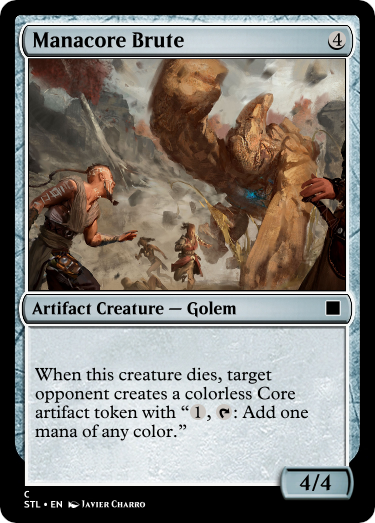 Manacore Brute 4
Artifact Creature — Golem
When this creature dies, target
opponent creates a colorless Core
artifact token with “1, : Add one
mana of any color.”
4/4
C
STL • EN Javier Charro